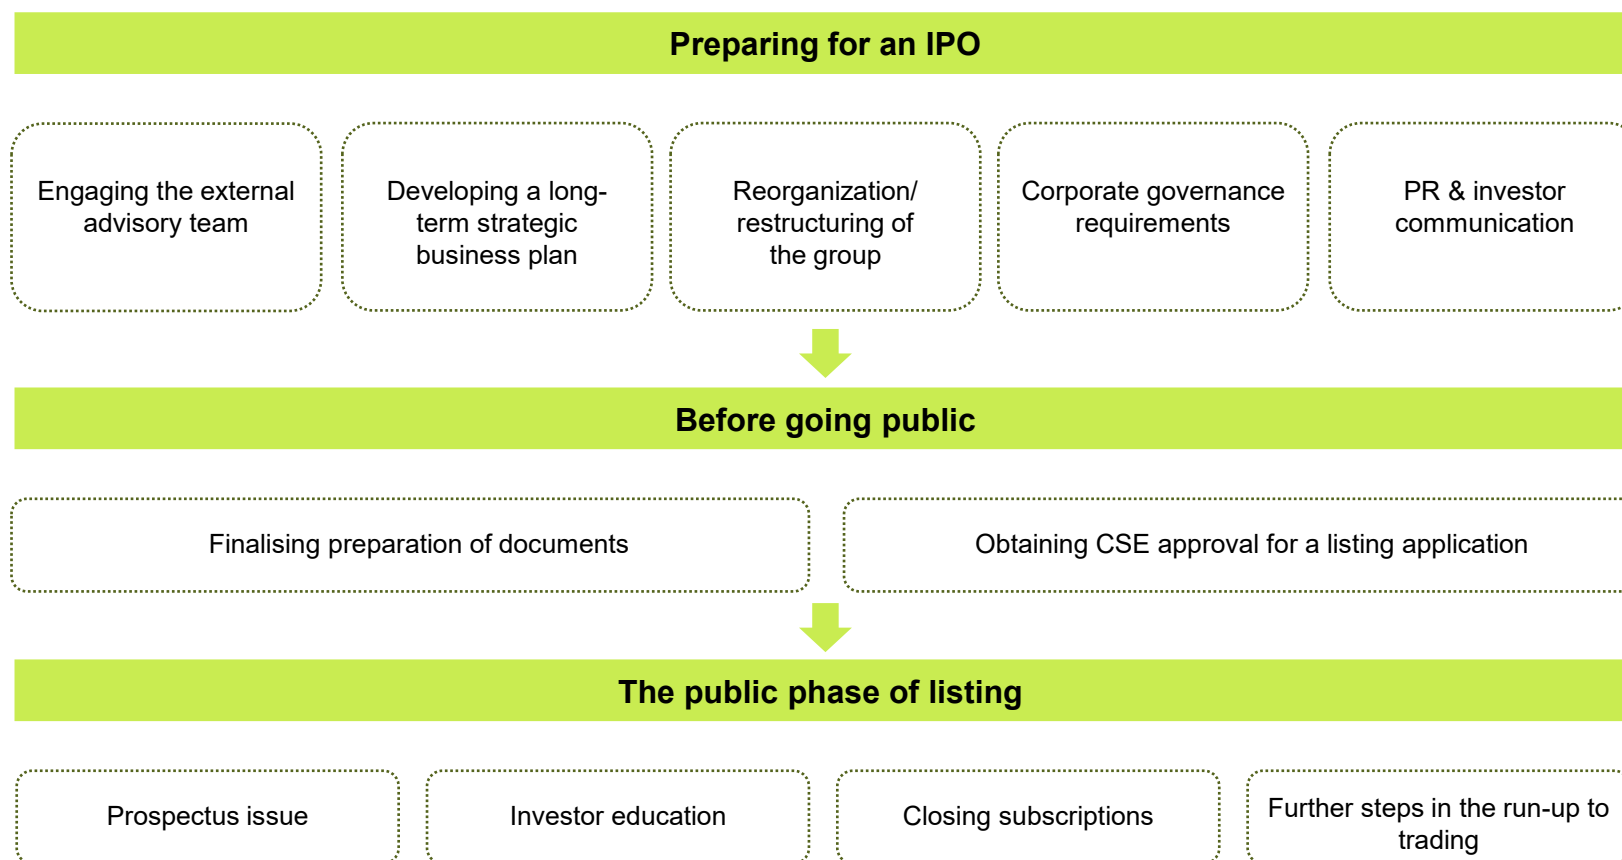 Preparing for an IPO
Engaging the external
advisory team
Developing a long-
term strategic
business plan
Reorganization/
restructuring of
the group
Corporate governance
requirements
PR & investor
communication
Before going public
Finalising preparation of documents
Obtaining CSE approval for a listing application
The public phase of listing
Prospectus issue
Investor education
Closing subscriptions
Further steps in the run-up to
trading